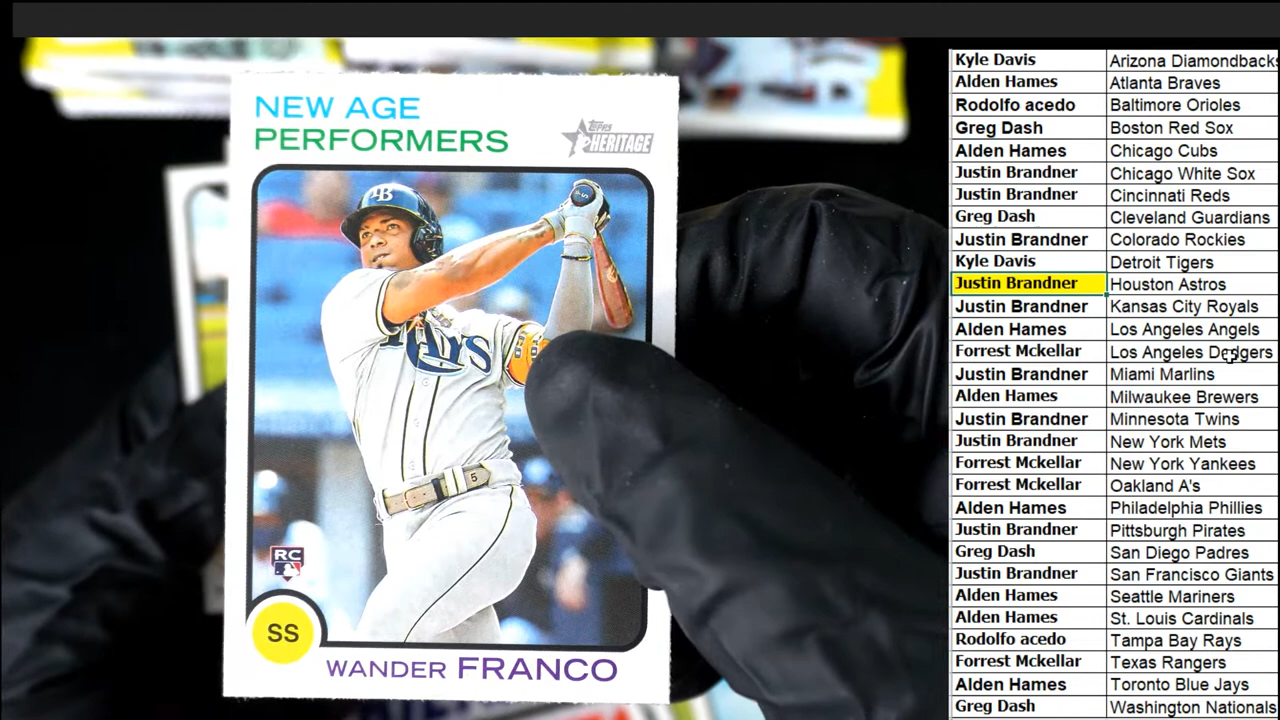 NEW AGE
PERFORMERS
TOPPS
HERITAGE
RAYS
5
RC
SS
WANDER FRANCO
Kyle Davis Arizona Diamondbacks
Alden Hames Atlanta Braves
Rodolfo acedo Baltimore Orioles
Greg Dash Boston Red Sox
Alden Hames Chicago Cubs
Justin Brandner Chicago White Sox
Justin Brandner Cincinnati Reds
Greg Dash Cleveland Guardians
Justin Brandner Colorado Rockies
Kyle Davis Detroit Tigers
Justin Brandner Houston Astros
Justin Brandner Kansas City Royals
Alden Hames Los Angeles Angels
Forrest Mckellar Los Angeles Dodgers
Justin Brandner Miami Marlins
Alden Hames Milwaukee Brewers
Justin Brandner Minnesota Twins
Justin Brandner New York Mets
Forrest Mckellar New York Yankees
Forrest Mckellar Oakland A's
Alden Hames Philadelphia Phillies
Justin Brandner Pittsburgh Pirates
Greg Dash San Diego Padres
Justin Brandner San Francisco Giants
Alden Hames Seattle Mariners
Alden Hames St. Louis Cardinals
Rodolfo acedo Tampa Bay Rays
Forrest Mckellar Texas Rangers
Alden Hames Toronto Blue Jays
Greg Dash Washington Nationals